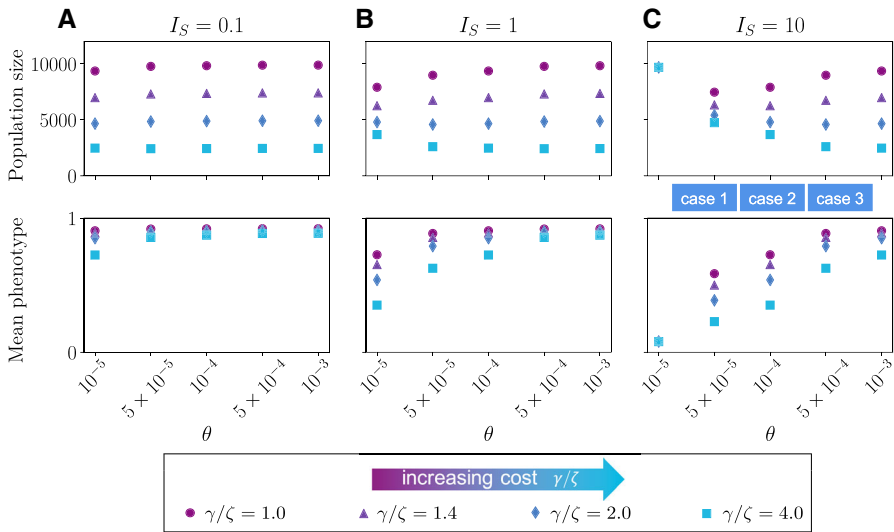 A B C
I_S = 0.1 I_S = 1 I_S = 10
Population size
10000
5000
0
case 1 case 2 case 3
Mean phenotype
1
0
10⁻⁵ 5 × 10⁻⁵ 10⁻⁴ 5 × 10⁻⁴ 10⁻³
10⁻⁵ 5 × 10⁻⁵ 10⁻⁴ 5 × 10⁻⁴ 10⁻³
10⁻⁵ 5 × 10⁻⁵ 10⁻⁴ 5 × 10⁻⁴ 10⁻³
θ θ θ
increasing cost γ/ζ
γ/ζ = 1.0 γ/ζ = 1.4 γ/ζ = 2.0 γ/ζ = 4.0